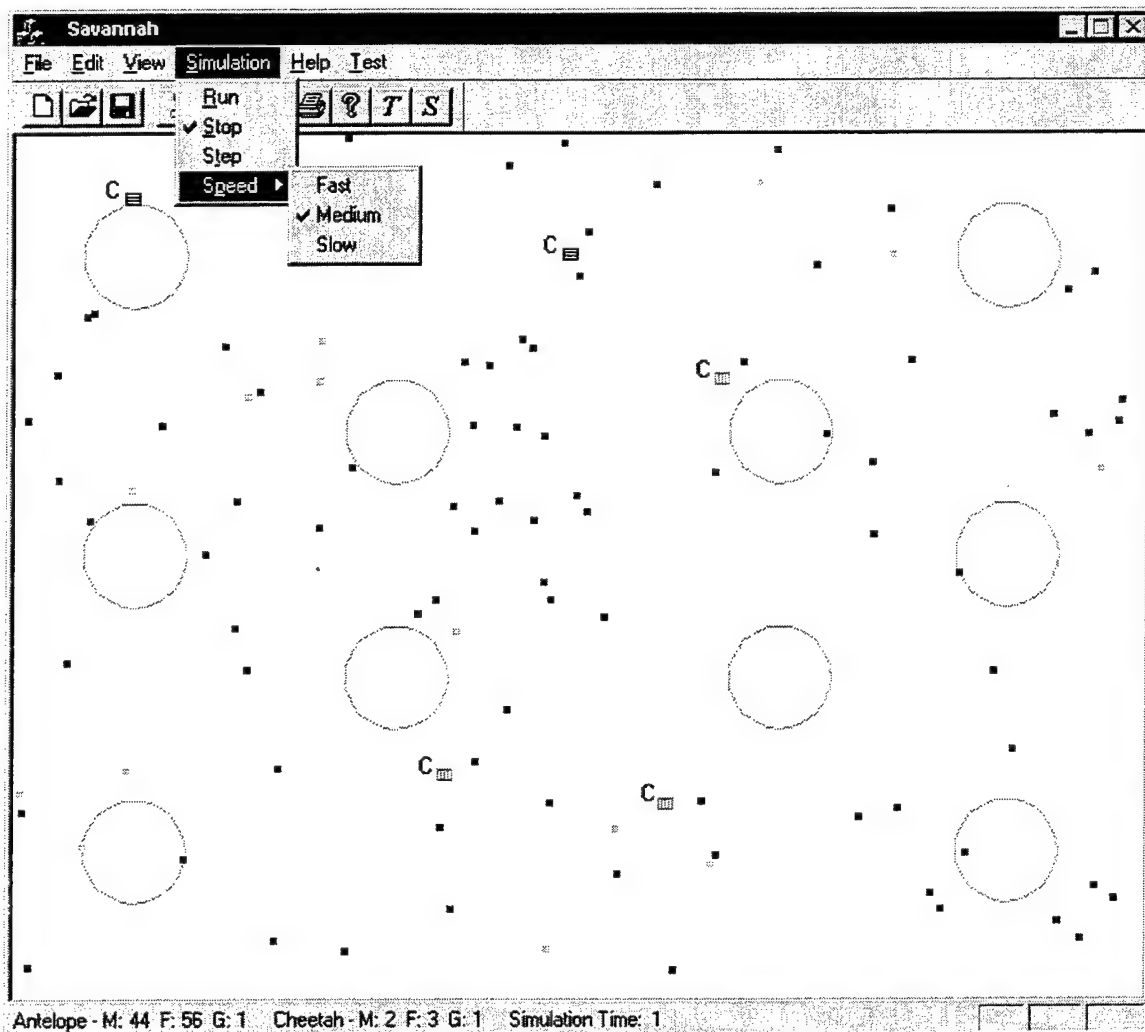 Savannah
File Edit View Simulation Help Test
Run
Stop
Step
Speed
Fast
Medium
Slow
T S
C
C
C
C
C
Antelope - M: 44 F: 56 G: 1 Cheetah - M: 2 F: 3 G: 1 Simulation Time: 1